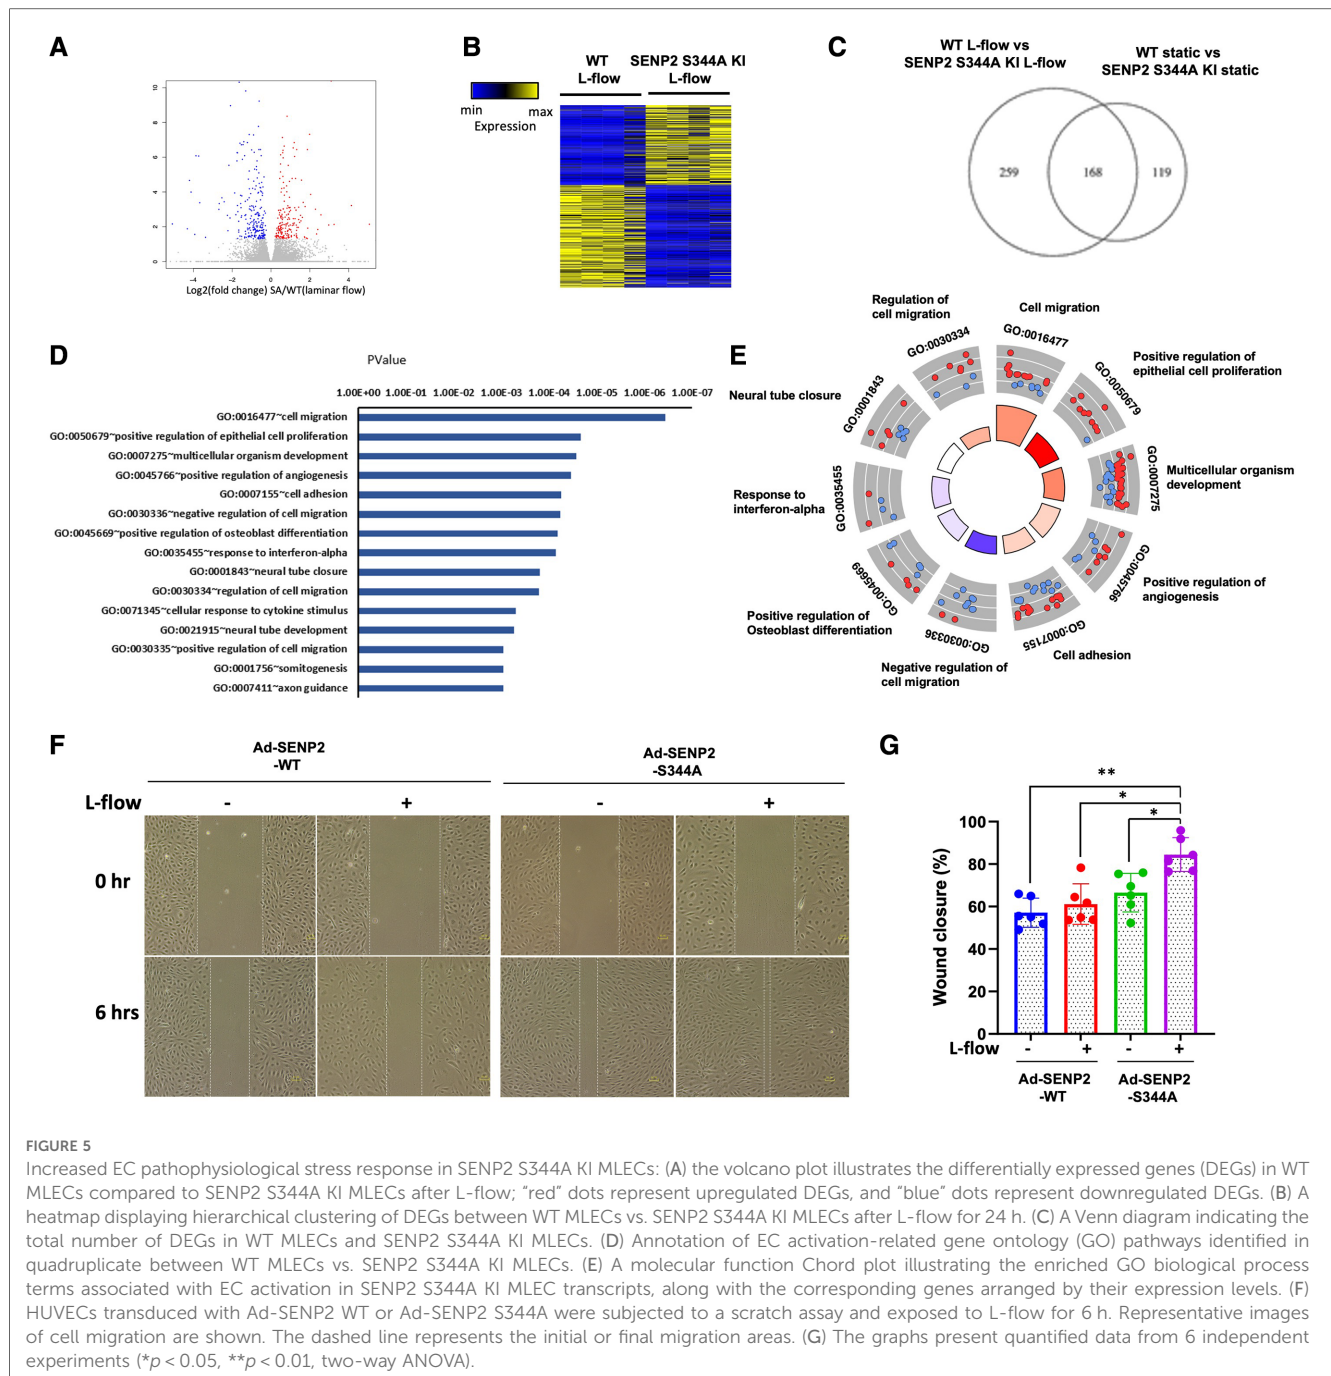 A
10
8
6
4
2
0
−4
−2
0
2
4
Log2(fold change) SA/WT(laminar flow)
B
WT
L-flow
SENP2 S344A KI
L-flow
min
max
Expression
C
WT L-flow vs
SENP2 S344A KI L-flow
WT static vs
SENP2 S344A KI static
259
168
119
D
PValue
1.00E+00 1.00E-01 1.00E-02 1.00E-03 1.00E-04 1.00E-05 1.00E-06 1.00E-07
GO:0016477~cell migration
GO:0050679~positive regulation of epithelial cell proliferation
GO:0007275~multicellular organism development
GO:0045766~positive regulation of angiogenesis
GO:0007155~cell adhesion
GO:0030336~negative regulation of cell migration
GO:0045669~positive regulation of osteoblast differentiation
GO:0035455~response to interferon-alpha
GO:0001843~neural tube closure
GO:0030334~regulation of cell migration
GO:0071345~cellular response to cytokine stimulus
GO:0021915~neural tube development
GO:0030335~positive regulation of cell migration
GO:0001756~somitogenesis
GO:0007411~axon guidance
E
Regulation of
cell migration
GO:0030334
Cell migration
GO:0016477
Positive regulation of
epithelial cell proliferation
GO:0050679
Multicellular organism
development
GO:0007275
Positive regulation of
angiogenesis
GO:0045766
Cell adhesion
GO:0007155
Negative regulation of
cell migration
GO:0030336
Positive regulation of
Osteoblast differentiation
GO:0045669
Response to
interferon-alpha
GO:0035455
Neural tube closure
GO:0001843
F
Ad-SENP2
-WT
Ad-SENP2
-S344A
L-flow - + - +
0 hr
6 hrs
G
**
*
*
Wound closure (%)
100
80
60
40
20
0
L-flow - + - +
Ad-SENP2
-WT
Ad-SENP2
-S344A
FIGURE 5
Increased EC pathophysiological stress response in SENP2 S344A KI MLECs: (A) the volcano plot illustrates the differentially expressed genes (DEGs) in WT
MLECs compared to SENP2 S344A KI MLECs after L-flow; “red” dots represent upregulated DEGs, and “blue” dots represent downregulated DEGs. (B) A
heatmap displaying hierarchical clustering of DEGs between WT MLECs vs. SENP2 S344A KI MLECs after L-flow for 24 h. (C) A Venn diagram indicating the
total number of DEGs in WT MLECs and SENP2 S344A KI MLECs. (D) Annotation of EC activation-related gene ontology (GO) pathways identified in
quadruplicate between WT MLECs vs. SENP2 S344A KI MLECs. (E) A molecular function Chord plot illustrating the enriched GO biological process
terms associated with EC activation in SENP2 S344A KI MLEC transcripts, along with the corresponding genes arranged by their expression levels. (F)
HUVECs transduced with Ad-SENP2 WT or Ad-SENP2 S344A were subjected to a scratch assay and exposed to L-flow for 6 h. Representative images
of cell migration are shown. The dashed line represents the initial or final migration areas. (G) The graphs present quantified data from 6 independent
experiments (*p < 0.05, **p < 0.01, two-way ANOVA).